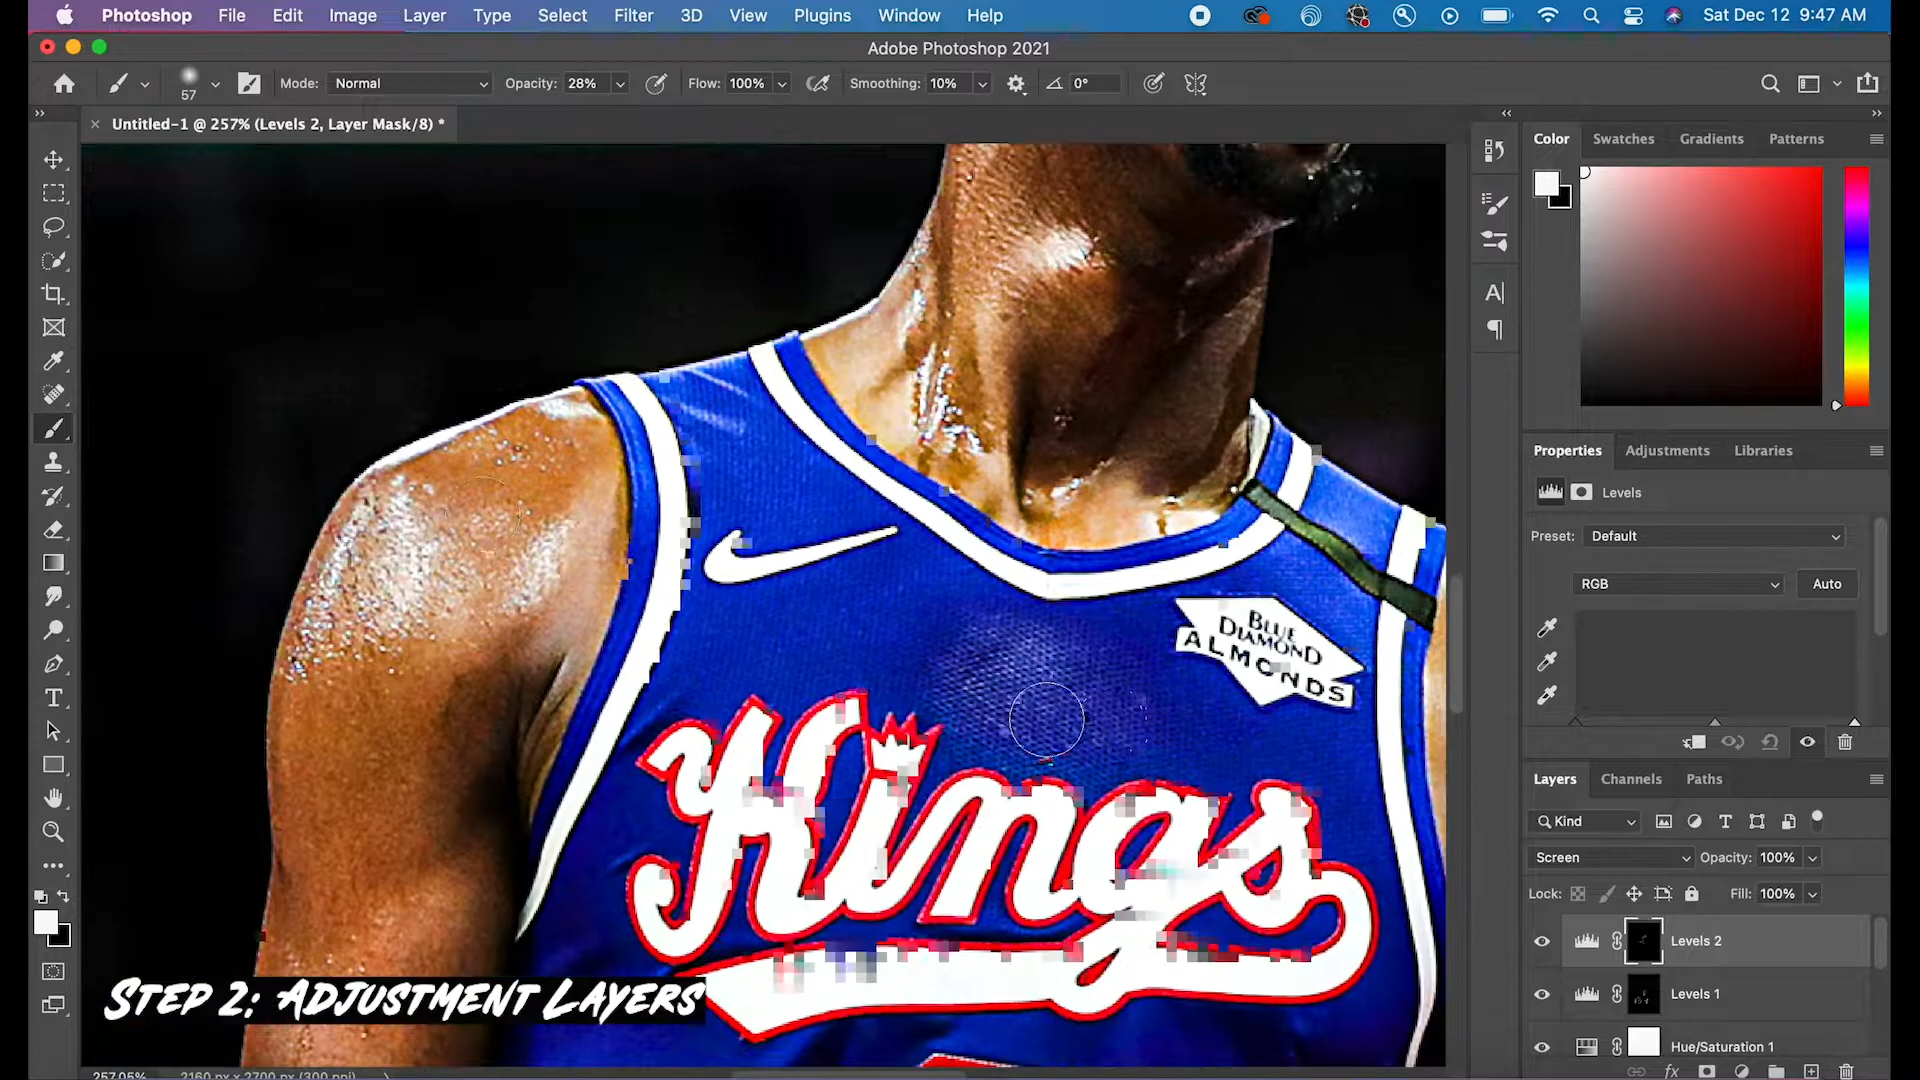 Photoshop File Edit Image Layer Type Select Filter 3D View Plugins Window Help Sat Dec 12 9:47 AM
Adobe Photoshop 2021
57 Mode: Normal Opacity: 28% Flow: 100% Smoothing: 10% 0°
Untitled-1 @ 257% (Levels 2, Layer Mask/8) *
Color Swatches Gradients Patterns
Properties Adjustments Libraries
Levels
Preset: Default
RGB Auto
BLUE
DIAMOND
ALMONDS
Kings
Layers Channels Paths
Kind
Screen Opacity: 100%
Lock: Fill: 100%
Levels 2
Levels 1
Hue/Saturation 1
STEP 2: ADJUSTMENT LAYERS
257.05% 2160 px x 2700 px (300 ppi)